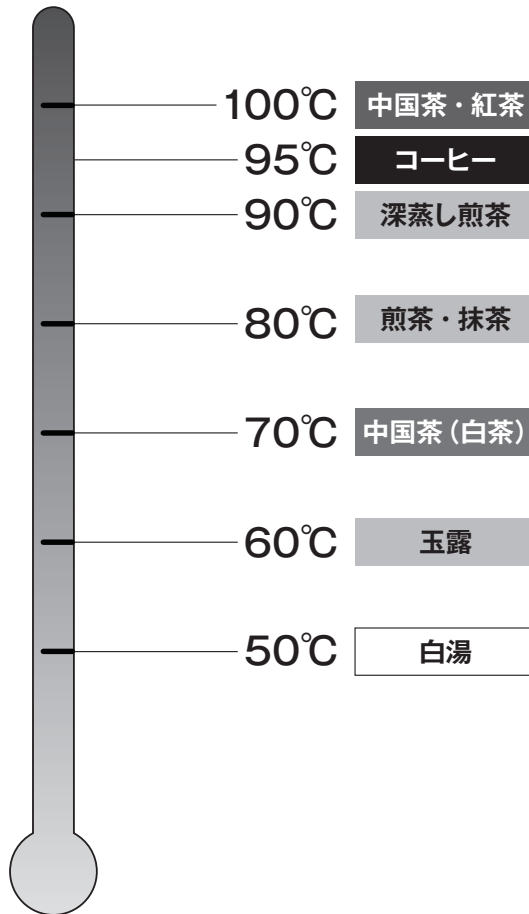 100℃ 中国茶・紅茶
95℃ コーヒー
90℃ 深蒸し煎茶
80℃ 煎茶・抹茶
70℃ 中国茶（白茶）
60℃ 玉露
50℃ 白湯